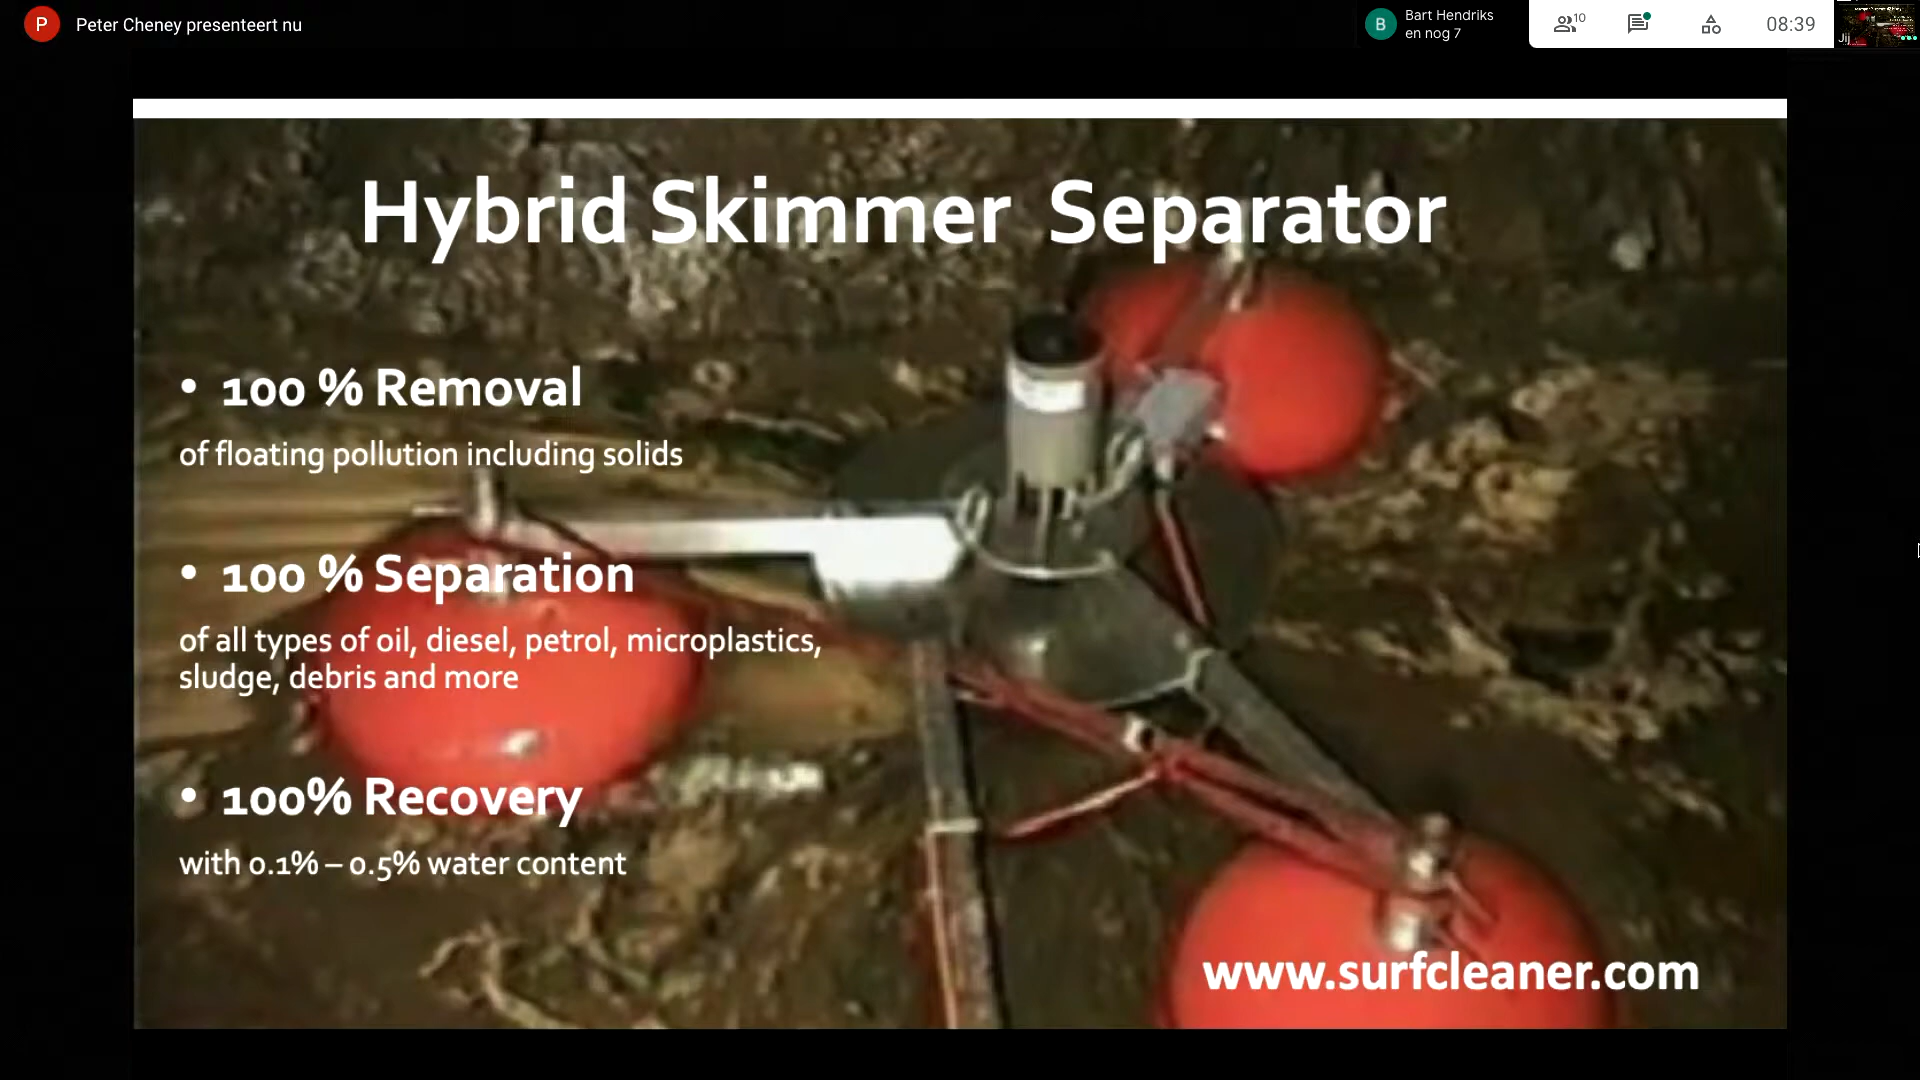 P Peter Cheney presenteert nu
B Bart Hendriks
en nog 7
10
08:39
Jij
Hybrid Skimmer Separator
• 100 % Removal
of floating pollution including solids
• 100 % Separation
of all types of oil, diesel, petrol, microplastics,
sludge, debris and more
• 100% Recovery
with 0.1% – 0.5% water content
www.surfcleaner.com